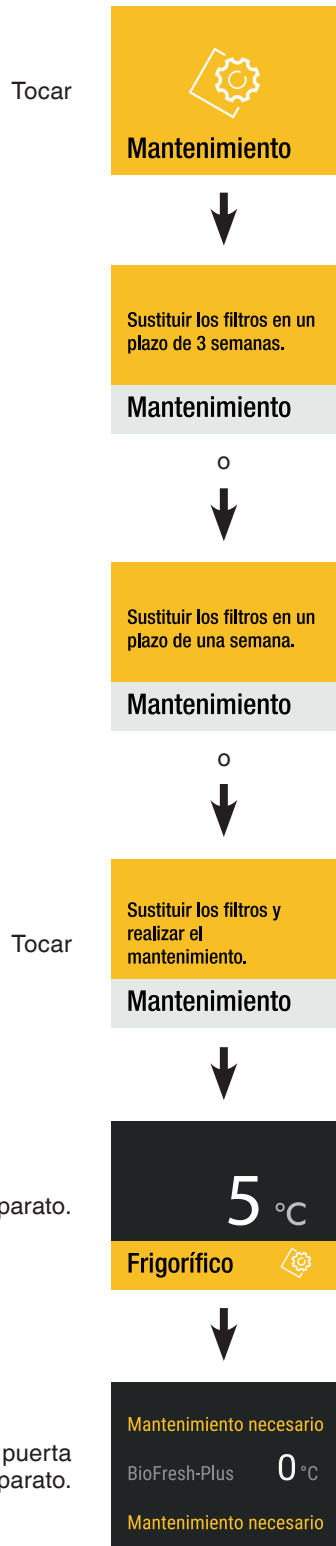 Tocar
Mantenimiento
Sustituir los filtros en un
plazo de 3 semanas.
Mantenimiento
o
Sustituir los filtros en un
plazo de una semana.
Mantenimiento
o
Tocar
Sustituir los filtros y
realizar el
mantenimiento.
Mantenimiento
parato.
5 °C
Frigorífico
puerta
parato.
Mantenimiento necesario
BioFresh-Plus 0 °C
Mantenimiento necesario